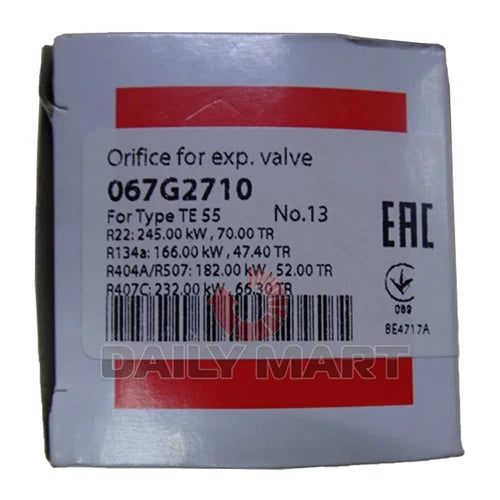 Orifice for exp. valve
067G2710
For Type TE 55 No.13
R22: 245.00 kW , 70.00 TR
R134a: 166.00 kW , 47.40 TR
R404A/R507: 182.00 kW , 52.00 TR
R407C: 232.00 kW , 66.30 TR
EAC
089
BE4717A
DAILY MART